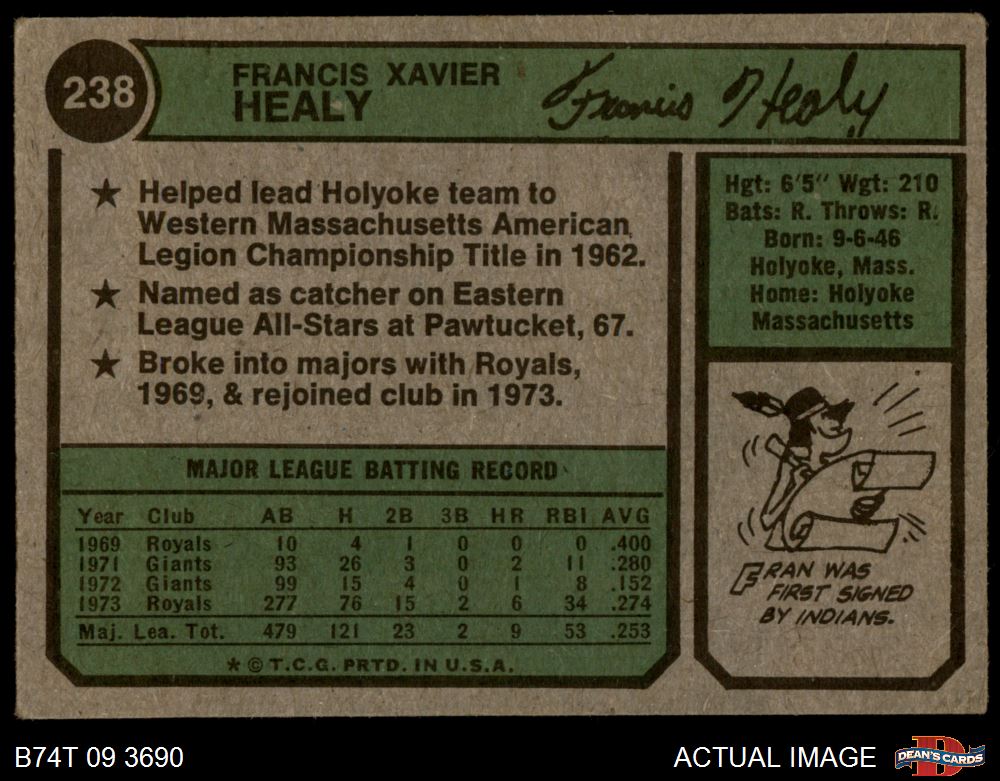 238
FRANCIS XAVIER
HEALY
Francis Healy
★ Helped lead Holyoke team to
Western Massachusetts American
Legion Championship Title in 1962.
★ Named as catcher on Eastern
League All-Stars at Pawtucket, 67.
★ Broke into majors with Royals,
1969, & rejoined club in 1973.
Hgt: 6'5" Wgt: 210
Bats: R. Throws: R.
Born: 9-6-46
Holyoke, Mass.
Home: Holyoke
Massachusetts
MAJOR LEAGUE BATTING RECORD
Year Club AB H 2B 3B HR RBI AVG
1969 Royals 10 4 1 0 0 0 .400
1971 Giants 93 26 3 0 2 11 .280
1972 Giants 99 15 4 0 1 8 .152
1973 Royals 277 76 15 2 6 34 .274
Maj. Lea. Tot. 479 121 23 2 9 53 .253
* © T.C.G. PRTD. IN U.S.A.
FRAN WAS
FIRST SIGNED
BY INDIANS.
B74T 09 3690
ACTUAL IMAGE
D
DEAN'S CARDS